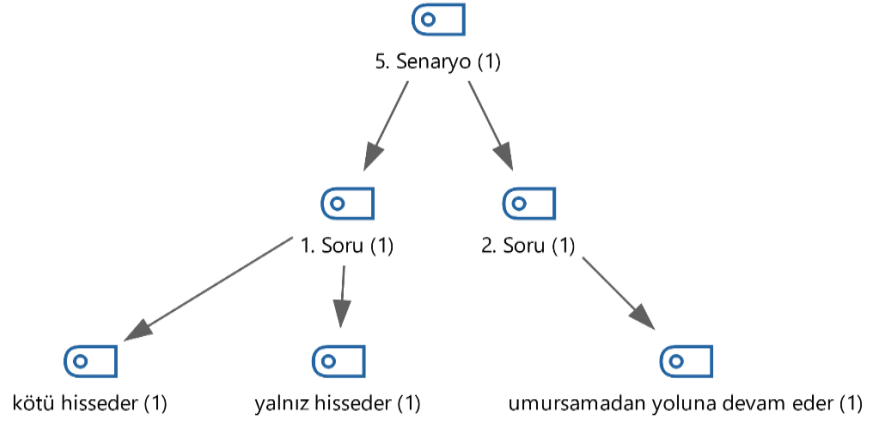 5. Senaryo (1)
1. Soru (1)
2. Soru (1)
kötü hisseder (1)
yalnız hisseder (1)
umursamadan yoluna devam eder (1)